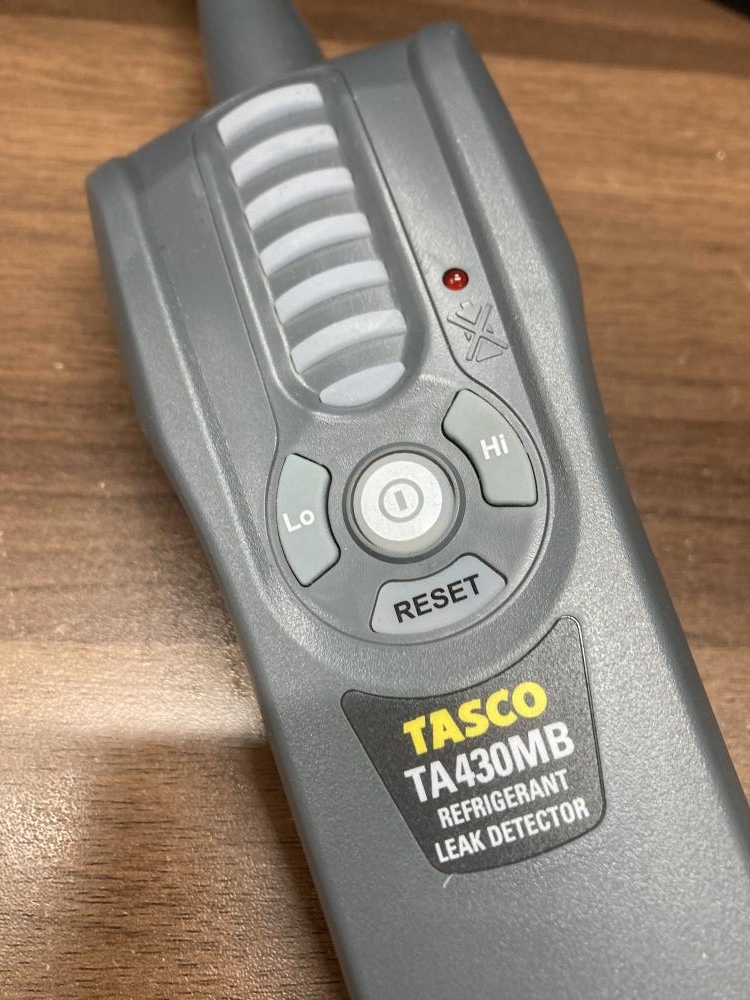 Hi
Lo
RESET
TASCO
TA430MB
REFRIGERANT
LEAK DETECTOR